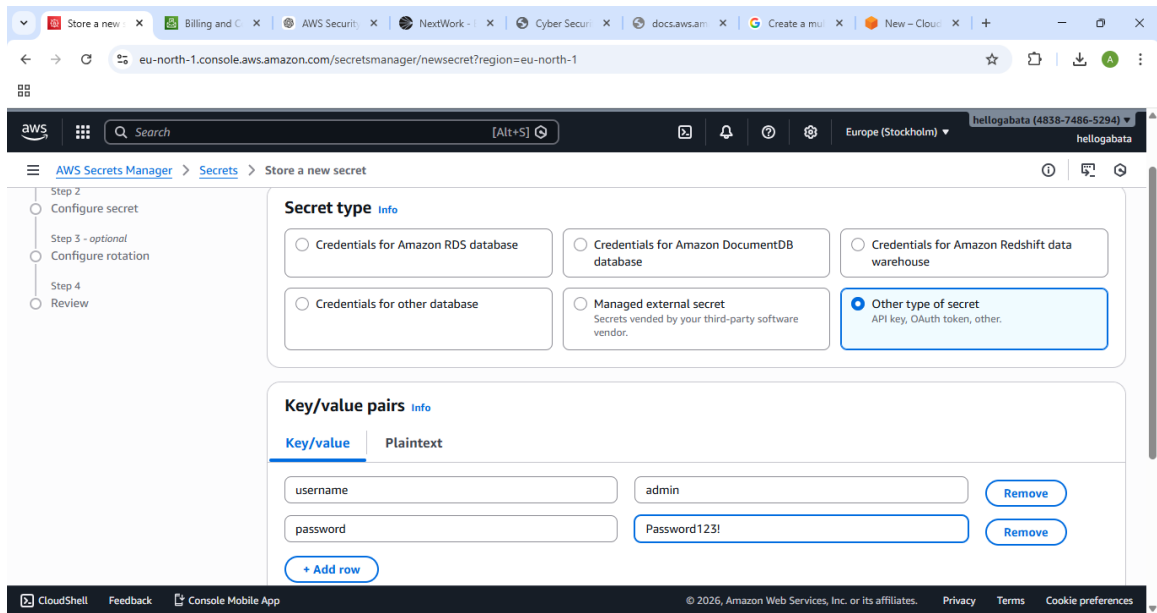 Store a new
Billing and C
AWS Security
NextWork -
Cyber Securi
docs.aws.am
Create a mul
New – Cloud
eu-north-1.console.aws.amazon.com/secretsmanager/newsecret?region=eu-north-1
A
aws
Search
[Alt+S]
Europe (Stockholm)
hellogabata (4838-7486-5294)
hellogabata
AWS Secrets Manager > Secrets > Store a new secret
Step 2
Configure secret
Step 3 - optional
Configure rotation
Step 4
Review
Secret type Info
Credentials for Amazon RDS database
Credentials for Amazon DocumentDB
database
Credentials for Amazon Redshift data
warehouse
Credentials for other database
Managed external secret
Secrets vended by your third-party software
vendor.
Other type of secret
API key, OAuth token, other.
Key/value pairs Info
Key/value Plaintext
username admin Remove
password Password123! Remove
+ Add row
CloudShell Feedback Console Mobile App © 2026, Amazon Web Services, Inc. or its affiliates. Privacy Terms Cookie preferences